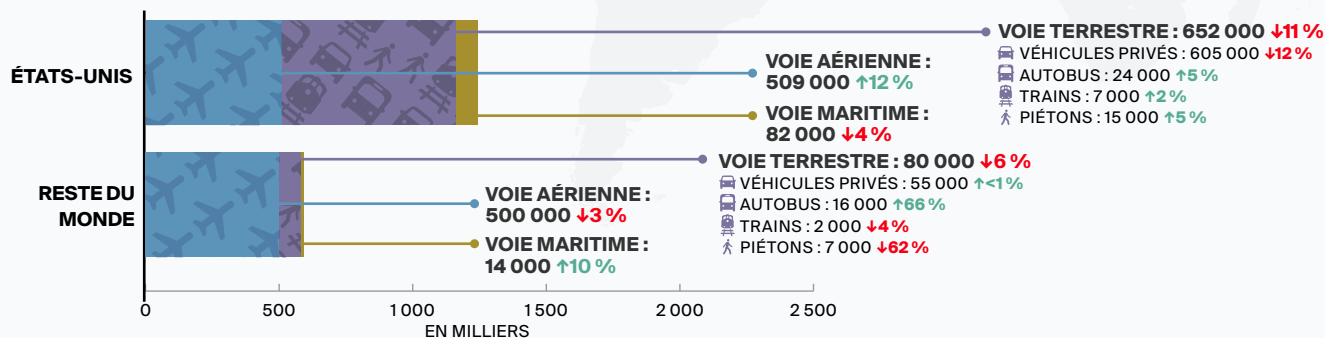 ÉTATS-UNIS
VOIE TERRESTRE : 652 000 ↓11 %
VÉHICULES PRIVÉS : 605 000 ↓12 %
AUTOBUS : 24 000 ↑5 %
TRAINS : 7 000 ↑2 %
PIÉTONS : 15 000 ↑5 %
VOIE AÉRIENNE :
509 000 ↑12 %
VOIE MARITIME :
82 000 ↓4 %
RESTE DU
MONDE
VOIE TERRESTRE : 80 000 ↓6 %
VÉHICULES PRIVÉS : 55 000 ↑<1 %
AUTOBUS : 16 000 ↑66 %
TRAINS : 2 000 ↓4 %
PIÉTONS : 7 000 ↓62 %
VOIE AÉRIENNE :
500 000 ↓3 %
VOIE MARITIME :
14 000 ↑10 %
0 500 1 000 1 500 2 000 2 500
EN MILLIERS